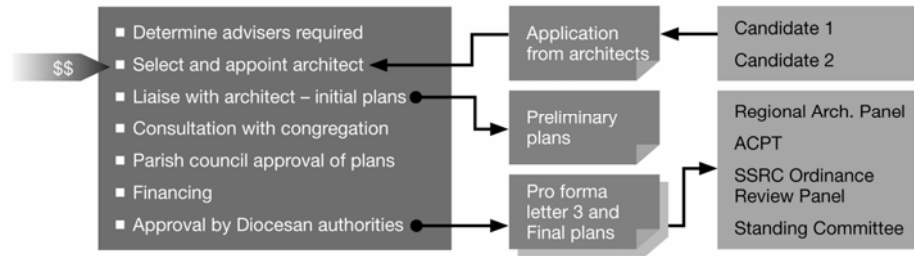 $$
Determine advisers required
Select and appoint architect
Liaise with architect – initial plans
Consultation with congregation
Parish council approval of plans
Financing
Approval by Diocesan authorities
Application
from architects
Preliminary
plans
Pro forma
letter 3 and
Final plans
Candidate 1
Candidate 2
Regional Arch. Panel
ACPT
SSRC Ordinance
Review Panel
Standing Committee